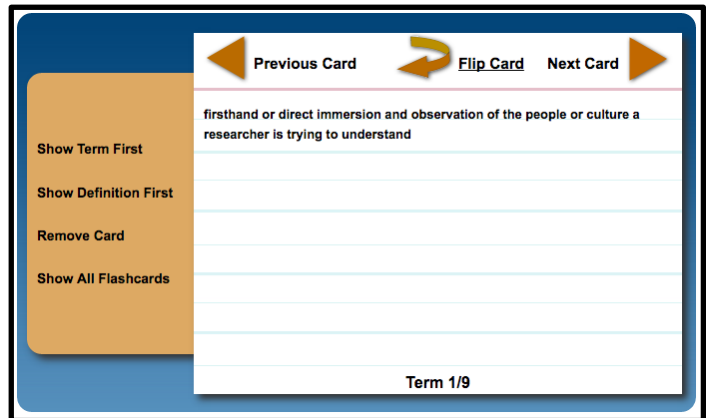 Previous Card
Flip Card
Next Card
firsthand or direct immersion and observation of the people or culture a
researcher is trying to understand
Show Term First
Show Definition First
Remove Card
Show All Flashcards
Term 1/9